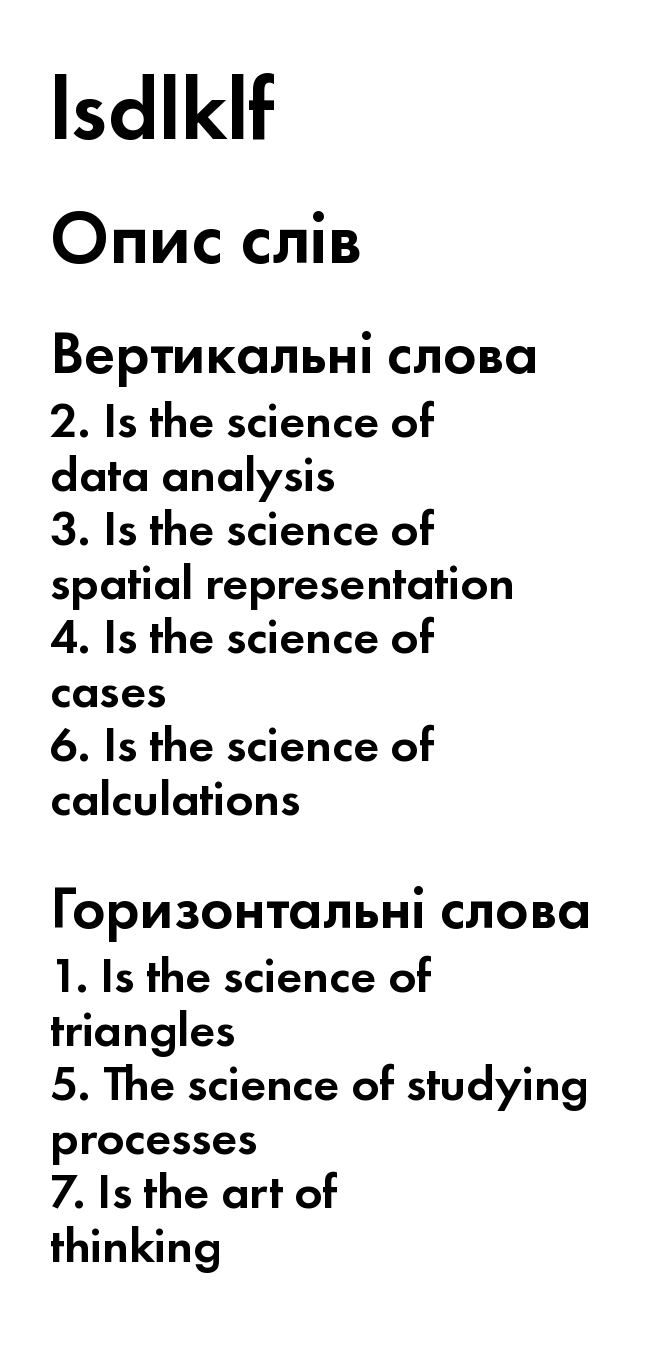 lsdlklf
Опис слів
Вертикальні слова
2. Is the science of
data analysis
3. Is the science of
spatial representation
4. Is the science of
cases
6. Is the science of
calculations
Горизонтальні слова
1. Is the science of
triangles
5. The science of studying
processes
7. Is the art of
thinking